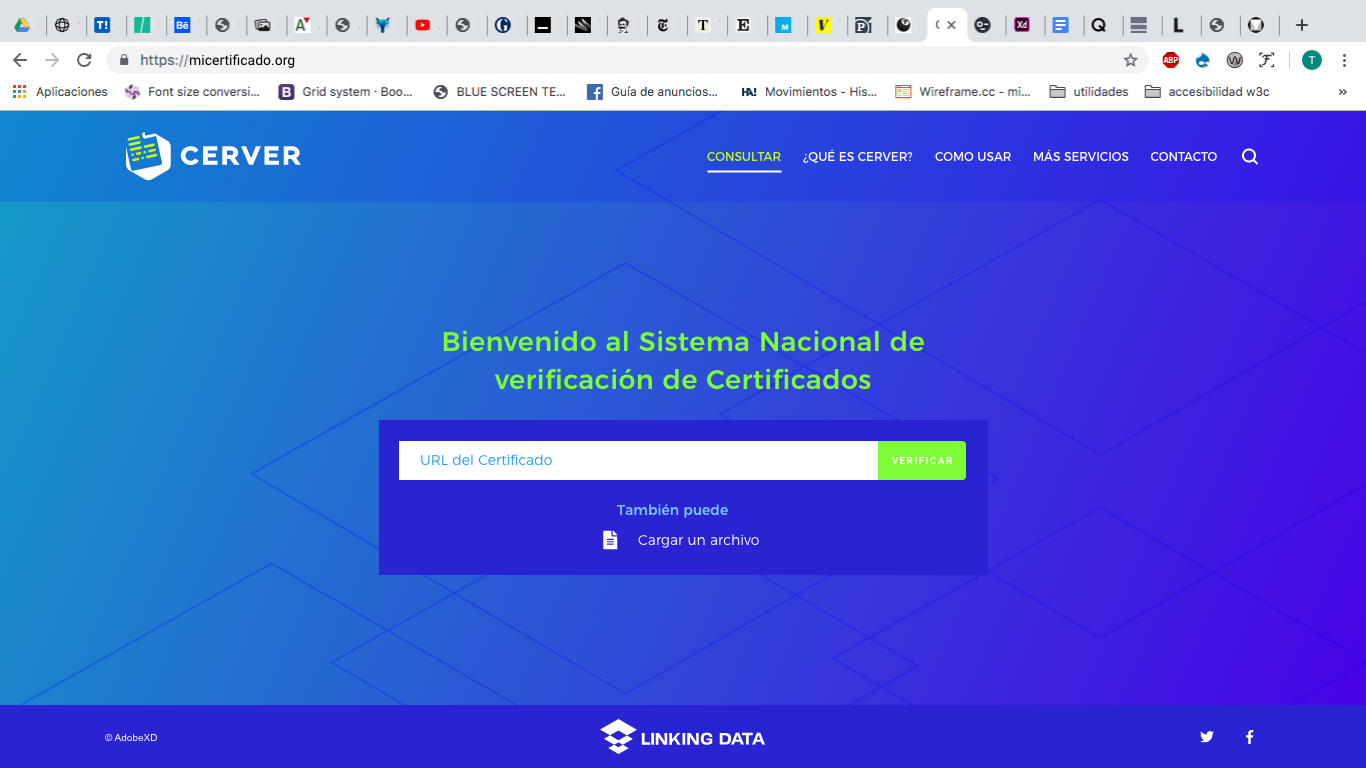 https://micertificado.org
T
ABP
Aplicaciones
Font size conversi...
Grid system · Boo...
BLUE SCREEN TE...
Guía de anuncios...
HA! Movimientos - His...
Wireframe.cc - mi...
utilidades
accesibilidad w3c
CERVER
CONSULTAR
¿QUÉ ES CERVER?
COMO USAR
MÁS SERVICIOS
CONTACTO
Bienvenido al Sistema Nacional de
verificación de Certificados
URL del Certificado
VERIFICAR
También puede
Cargar un archivo
© AdobeXD
LINKING DATA